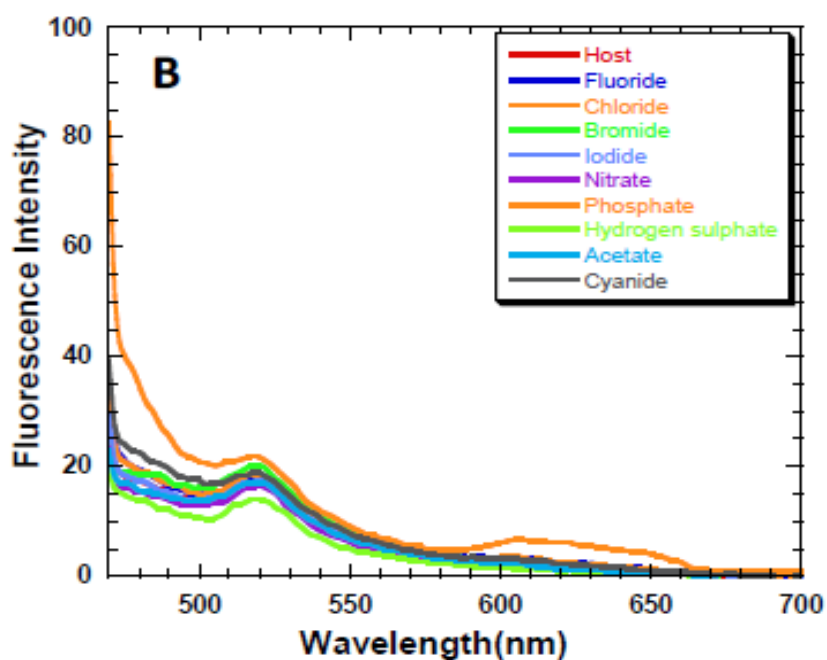 100
B
Host
Fluoride
Chloride
Bromide
Iodide
Nitrate
Phosphate
Hydrogen sulphate
Acetate
Cyanide
80
60
40
20
0
Fluorescence Intensity
500 550 600 650 700
Wavelength(nm)